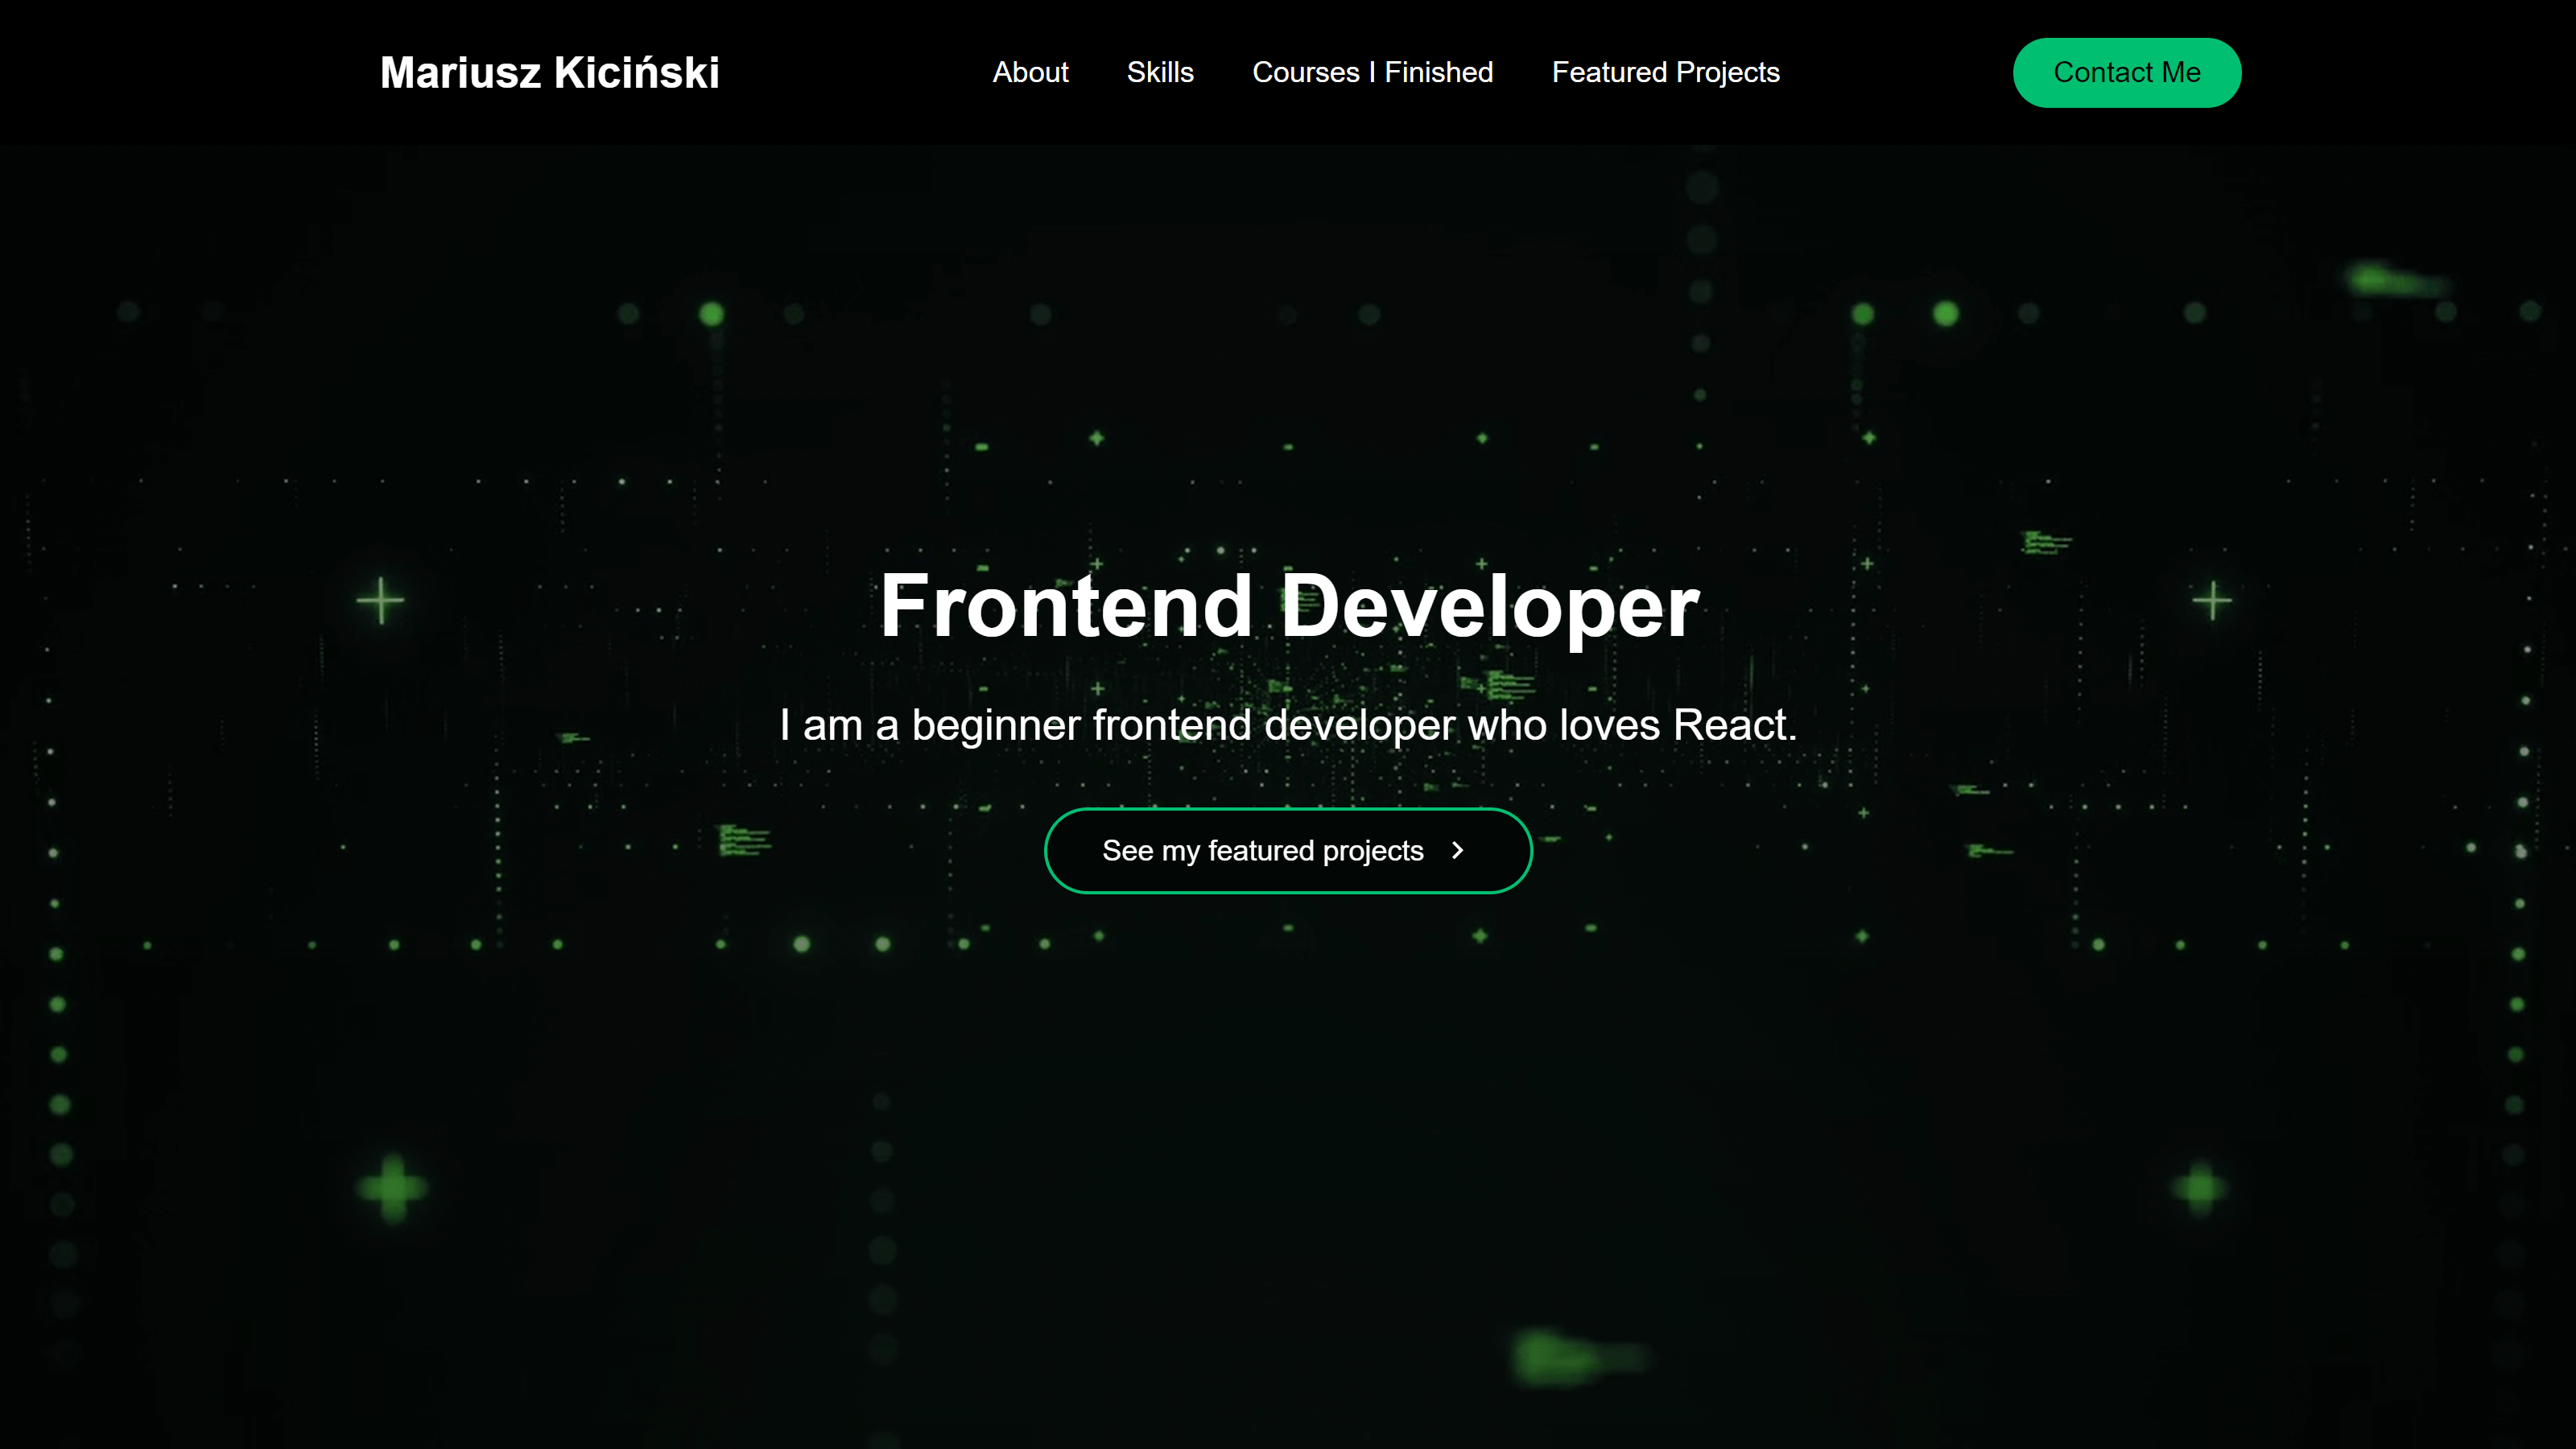 Mariusz Kiciński
About
Skills
Courses I Finished
Featured Projects
Contact Me
Frontend Developer
I am a beginner frontend developer who loves React.
See my featured projects